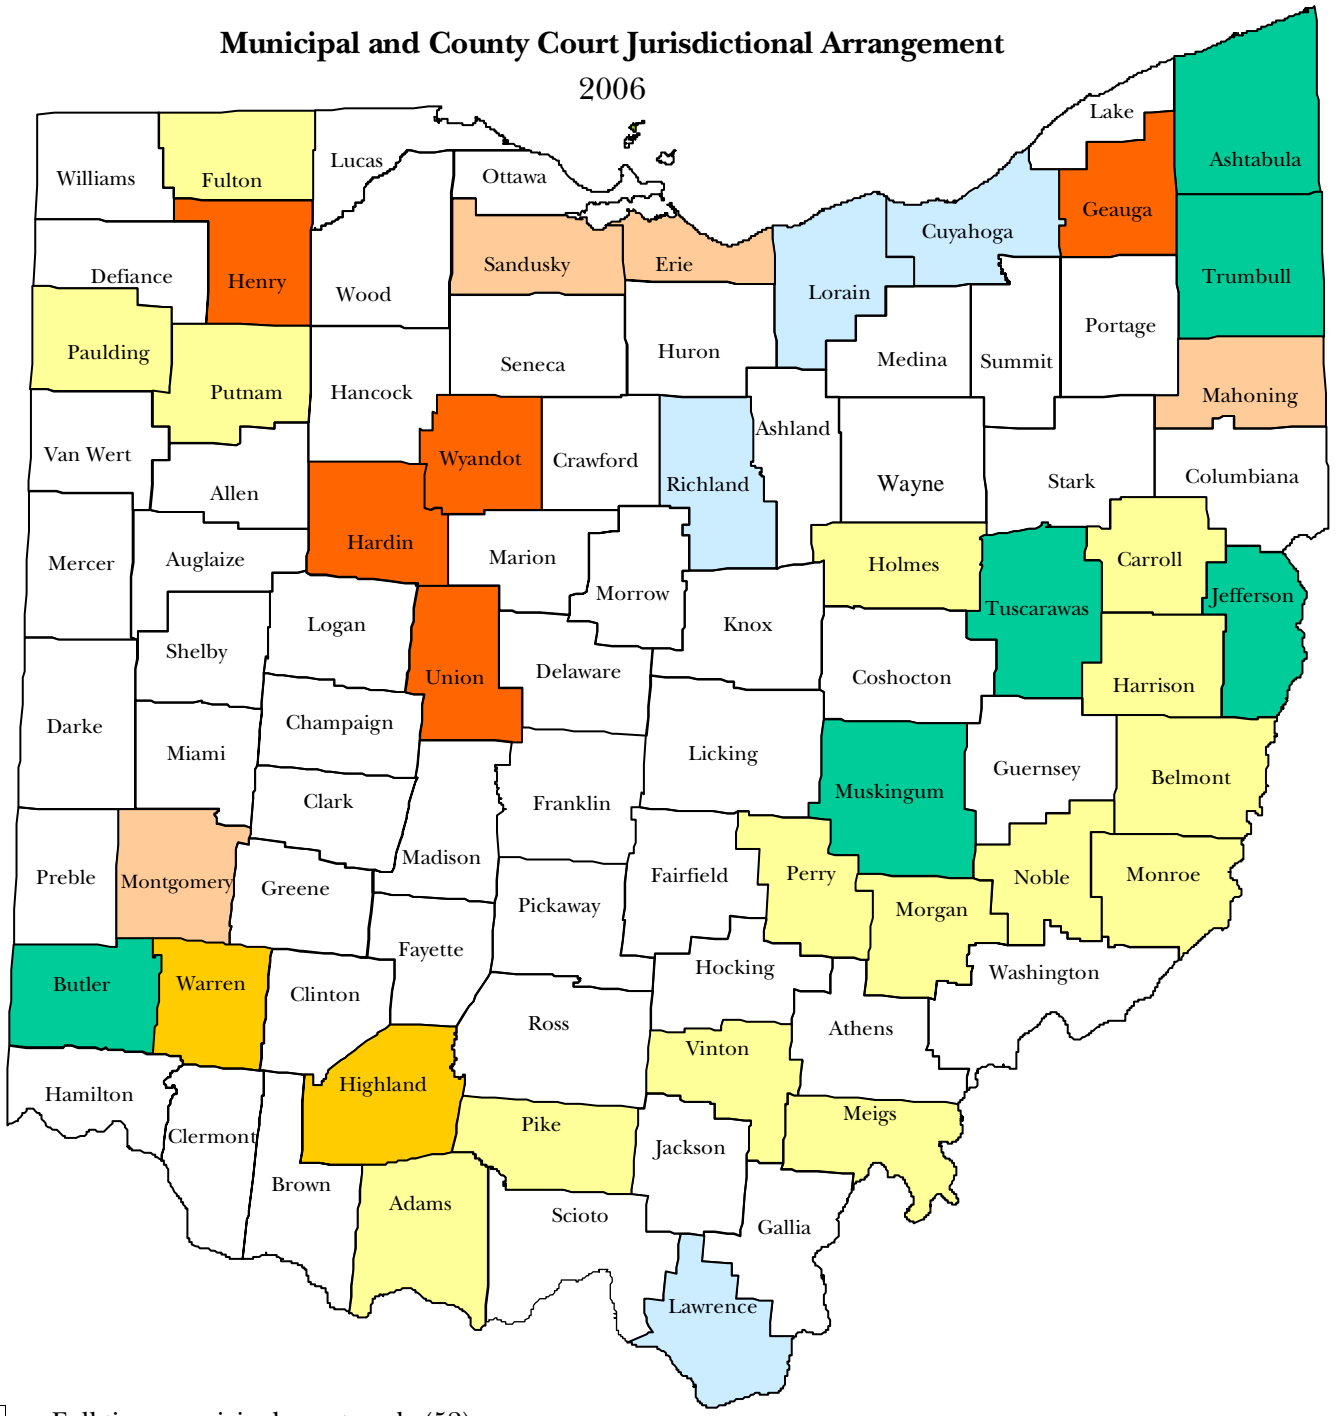 Municipal and County Court Jurisdictional Arrangement
2006
Lake
Ashtabula
Lucas
Williams
Fulton
Ottawa
Geauga
Cuyahoga
Sandusky
Erie
Defiance
Henry
Wood
Lorain
Trumbull
Portage
Paulding
Huron
Medina
Summit
Seneca
Putnam
Hancock
Mahoning
Ashland
Van Wert
Wyandot
Crawford
Richland
Wayne
Stark
Columbiana
Allen
Hardin
Mercer
Auglaize
Marion
Holmes
Carroll
Morrow
Jefferson
Tuscarawas
Logan
Knox
Shelby
Delaware
Union
Coshocton
Harrison
Darke
Champaign
Miami
Licking
Guernsey
Belmont
Clark
Franklin
Muskingum
Madison
Preble
Montgomery
Greene
Fairfield
Perry
Noble
Monroe
Pickaway
Morgan
Fayette
Hocking
Washington
Butler
Warren
Clinton
Ross
Athens
Vinton
Hamilton
Highland
Meigs
Pike
Clermont
Jackson
Brown
Adams
Scioto
Gallia
Lawrence